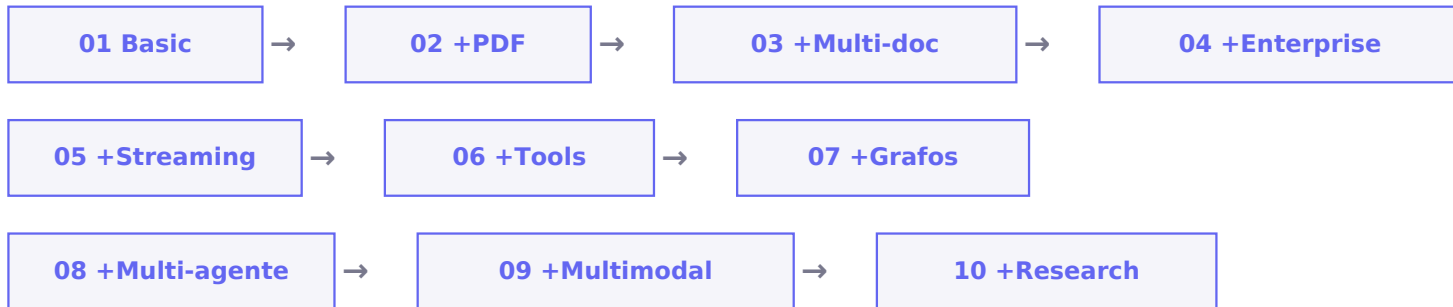 01 Basic → 02 +PDF → 03 +Multi-doc → 04 +Enterprise
05 +Streaming → 06 +Tools → 07 +Grafos
08 +Multi-agente → 09 +Multimodal → 10 +Research